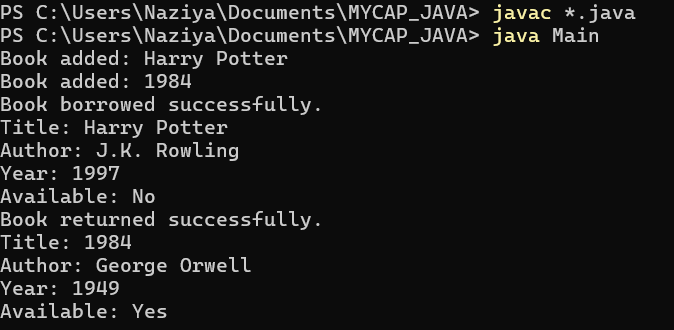 PS C:\Users\Naziya\Documents\MYCAP_JAVA> javac *.java
PS C:\Users\Naziya\Documents\MYCAP_JAVA> java Main
Book added: Harry Potter
Book added: 1984
Book borrowed successfully.
Title: Harry Potter
Author: J.K. Rowling
Year: 1997
Available: No
Book returned successfully.
Title: 1984
Author: George Orwell
Year: 1949
Available: Yes